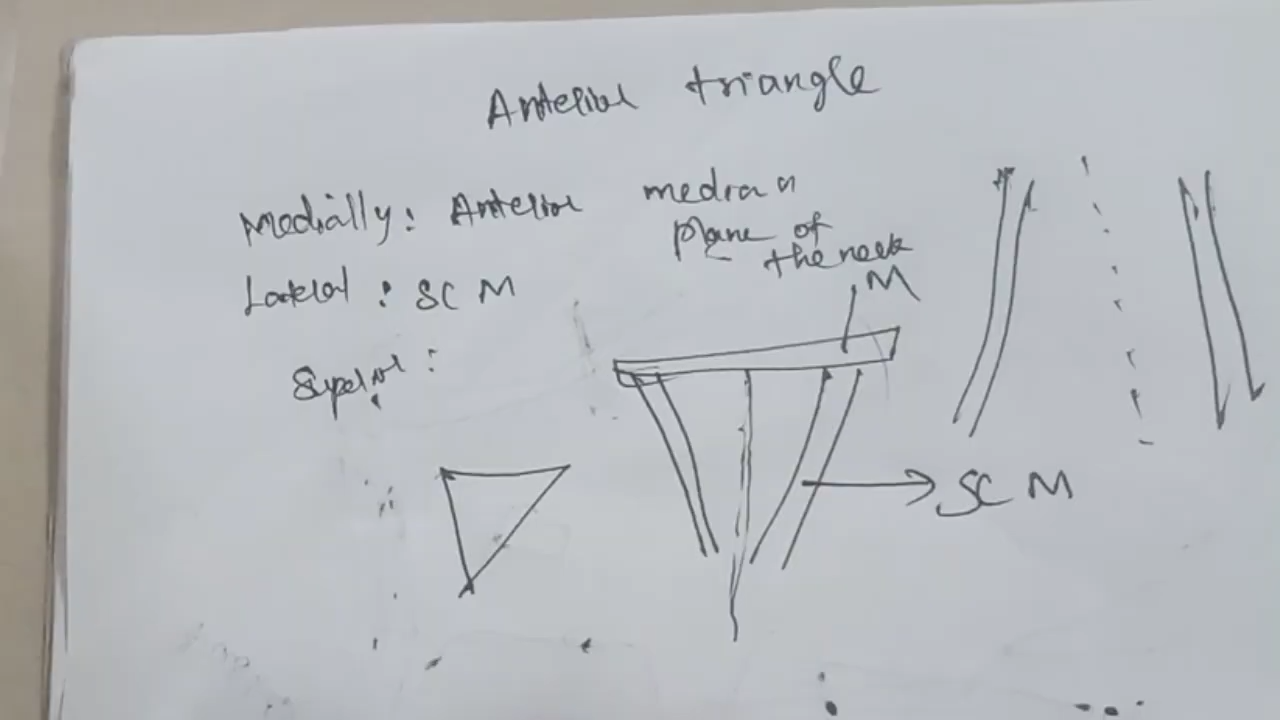 Anterior triangle
Medially: Anterior median
plane of
the neck
Lateral : SCM
M
Superior :
SCM